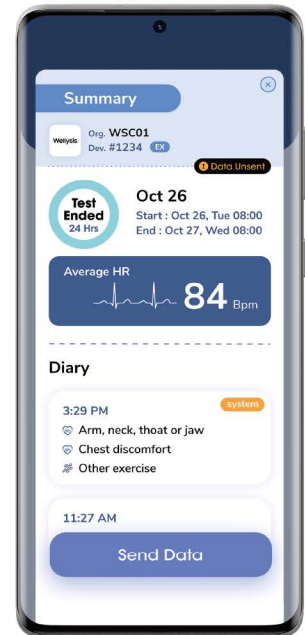 Summary
Wellysis
Org. WSC01
Dev. #1234 EX
! Data Unsent
Test Ended 24 Hrs
Oct 26
Start : Oct 26, Tue 08:00
End : Oct 27, Wed 08:00
Average HR
84 Bpm
Diary
3:29 PM
system
Arm, neck, thoat or jaw
Chest discomfort
Other exercise
11:27 AM
Send Data